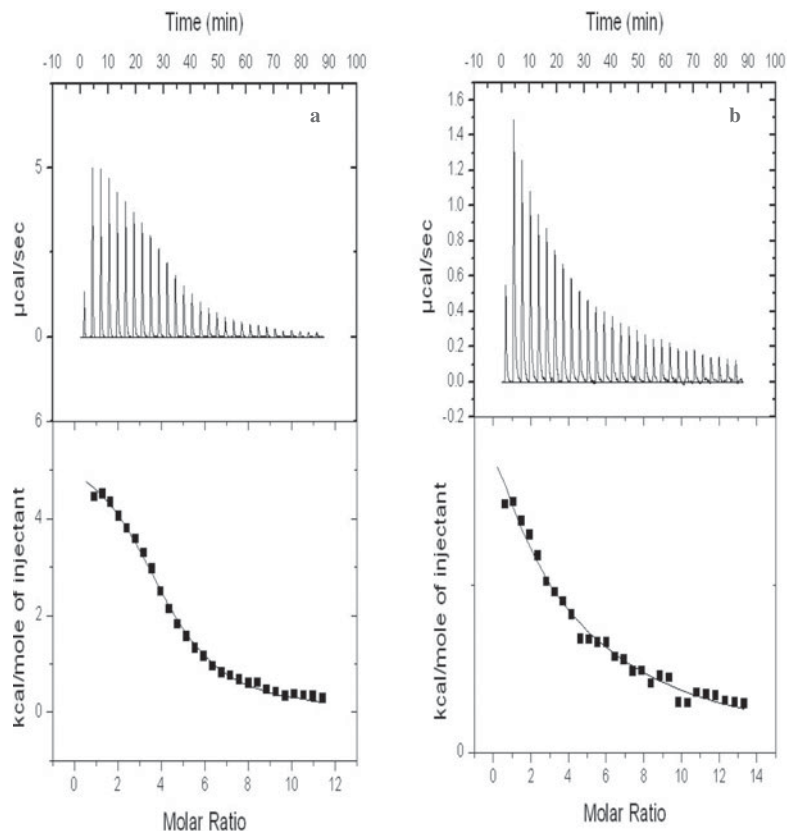 Time (min)
-10 0 10 20 30 40 50 60 70 80 90 100
a
5
0
µcal/sec
6
4
2
0
kcal/mole of injectant
0 2 4 6 8 10 12
Molar Ratio
Time (min)
-10 0 10 20 30 40 50 60 70 80 90 100
b
1.6
1.4
1.2
1.0
0.8
0.6
0.4
0.2
0.0
-0.2
µcal/sec
0
kcal/mole of injectant
0 2 4 6 8 10 12 14
Molar Ratio